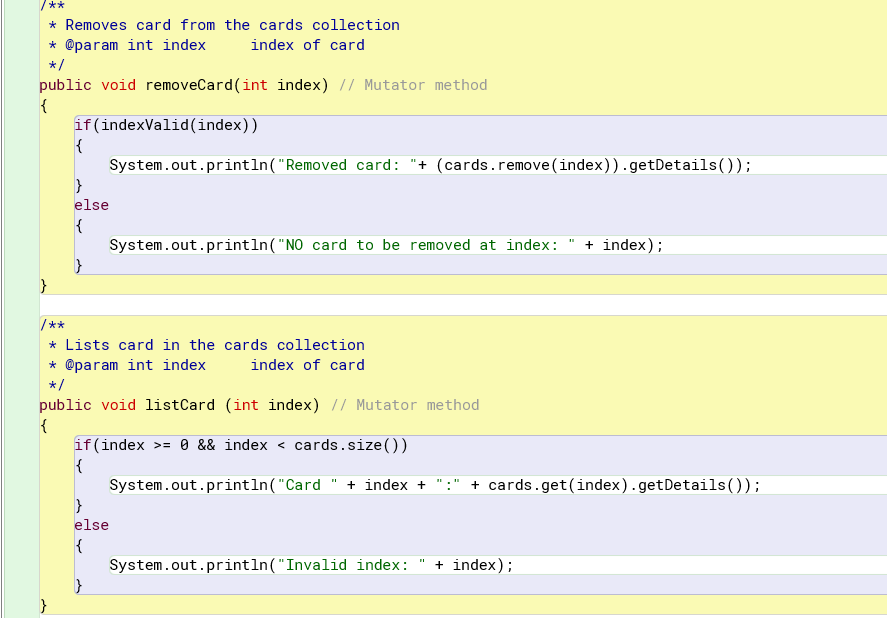 /**
 * Removes card from the cards collection
 * @param int index     index of card
 */
public void removeCard(int index) // Mutator method
{
    if(indexValid(index))
    {
        System.out.println("Removed card: "+ (cards.remove(index)).getDetails());
    }
    else
    {
        System.out.println("NO card to be removed at index: " + index);
    }
}
/**
 * Lists card in the cards collection
 * @param int index     index of card
 */
public void listCard (int index) // Mutator method
{
    if(index >= 0 && index < cards.size())
    {
        System.out.println("Card " + index + ":" + cards.get(index).getDetails());
    }
    else
    {
        System.out.println("Invalid index: " + index);
    }
}